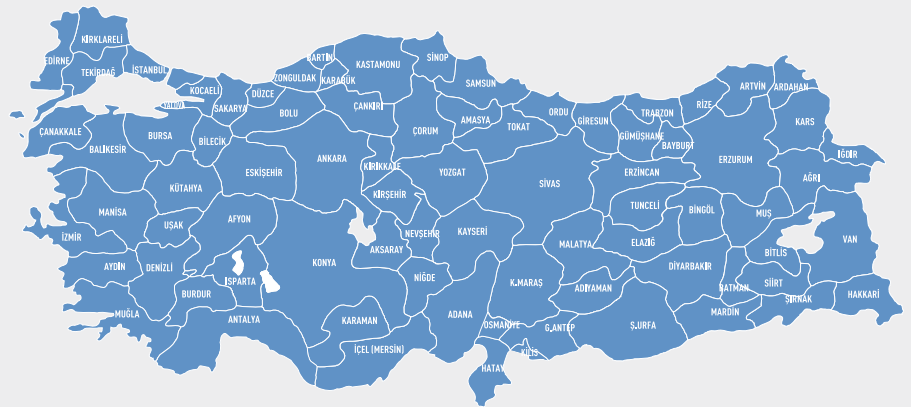 KIRKLARELİ
EDİRNE
TEKİRDAĞ
İSTANBUL
KOCAELİ
YALOVA
SAKARYA
DÜZCE
ZONGULDAK
BARTIN
KARABÜK
KASTAMONU
SİNOP
SAMSUN
BOLU
ÇANKIRI
ÇORUM
AMASYA
TOKAT
ORDU
GİRESUN
TRABZON
GÜMÜŞHANE
BAYBURT
RİZE
ARTVİN
ARDAHAN
KARS
IĞDIR
ÇANAKKALE
BALIKESİR
BURSA
BİLECİK
ESKİŞEHİR
ANKARA
KIRIKKALE
KIRŞEHİR
YOZGAT
SİVAS
ERZİNCAN
ERZURUM
AĞRI
KÜTAHYA
MANİSA
UŞAK
AFYON
İZMİR
AYDIN
DENİZLİ
ISPARTA
BURDUR
MUĞLA
ANTALYA
KONYA
AKSARAY
NEVŞEHİR
KAYSERİ
NİĞDE
KARAMAN
İÇEL (MERSİN)
ADANA
K.MARAŞ
MALATYA
TUNCELİ
ELAZIĞ
BİNGÖL
MUŞ
BİTLİS
VAN
DİYARBAKIR
BATMAN
SİİRT
ŞIRNAK
HAKKARİ
MARDİN
ADIYAMAN
Ş.URFA
G.ANTEP
OSMANİYE
KİLİS
HATAY